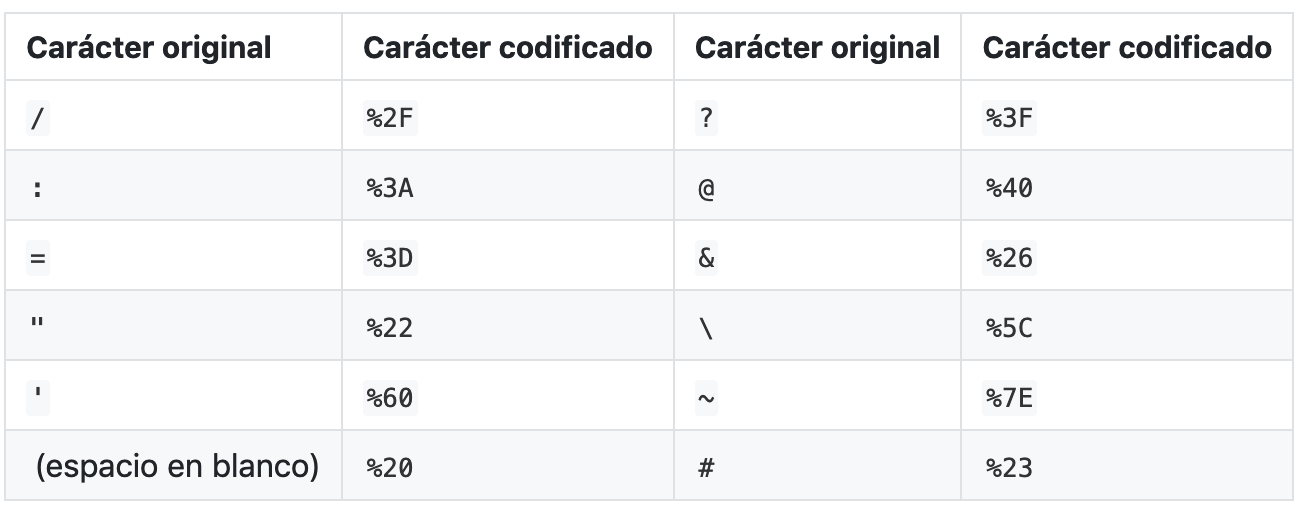 Carácter original Carácter codificado Carácter original Carácter codificado
/ %2F ? %3F
: %3A @ %40
= %3D & %26
" %22 \ %5C
' %60 ~ %7E
(espacio en blanco) %20 # %23